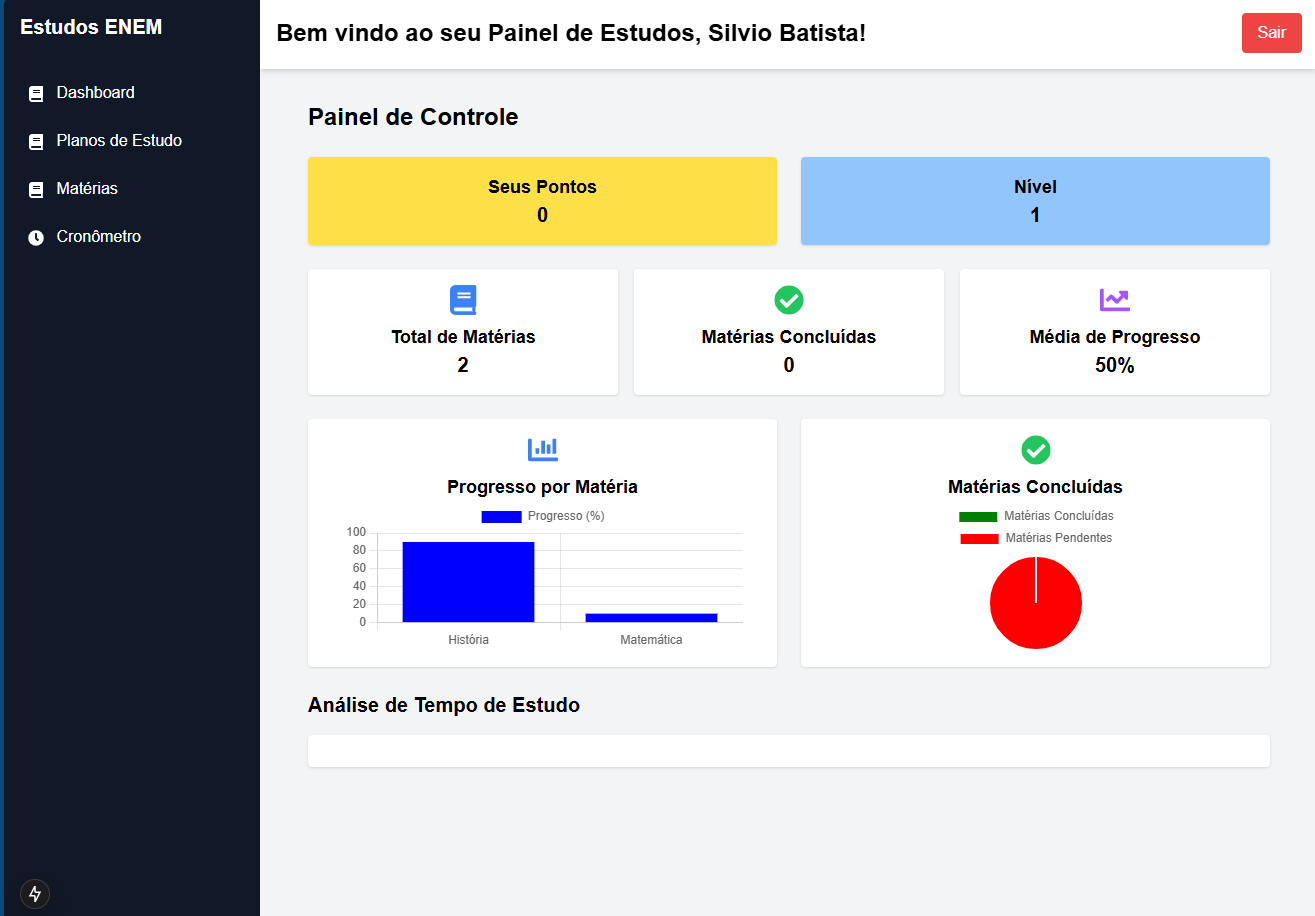 Estudos ENEM
Bem vindo ao seu Painel de Estudos, Silvio Batista!
Sair
Dashboard
Planos de Estudo
Matérias
Cronômetro
Painel de Controle
Seus Pontos
0
Nível
1
Total de Matérias
2
Matérias Concluídas
0
Média de Progresso
50%
Progresso por Matéria
Progresso (%)
100
80
60
40
20
0
História
Matemática
Matérias Concluídas
Matérias Concluídas
Matérias Pendentes
Análise de Tempo de Estudo